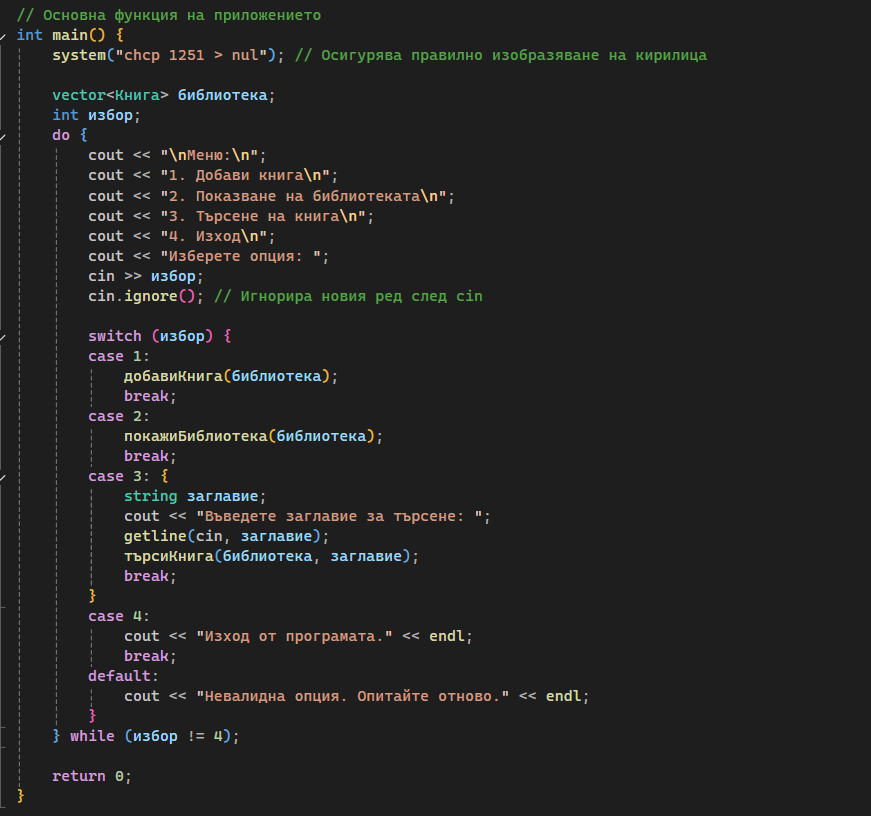 // Основна функция на приложението
int main() {
    system("chcp 1251 > nul"); // Осигурява правилно изобразяване на кирилица

    vector<Книга> библиотека;
    int избор;
    do {
        cout << "\nМеню:\n";
        cout << "1. Добави книга\n";
        cout << "2. Показване на библиотеката\n";
        cout << "3. Търсене на книга\n";
        cout << "4. Изход\n";
        cout << "Изберете опция: ";
        cin >> избор;
        cin.ignore(); // Игнорира новия ред след cin

        switch (избор) {
        case 1:
            добавиКнига(библиотека);
            break;
        case 2:
            покажиБиблиотека(библиотека);
            break;
        case 3: {
            string заглавие;
            cout << "Въведете заглавие за търсене: ";
            getline(cin, заглавие);
            търсиКнига(библиотека, заглавие);
            break;
        }
        case 4:
            cout << "Изход от програмата." << endl;
            break;
        default:
            cout << "Невалидна опция. Опитайте отново." << endl;
        }
    } while (избор != 4);

    return 0;
}